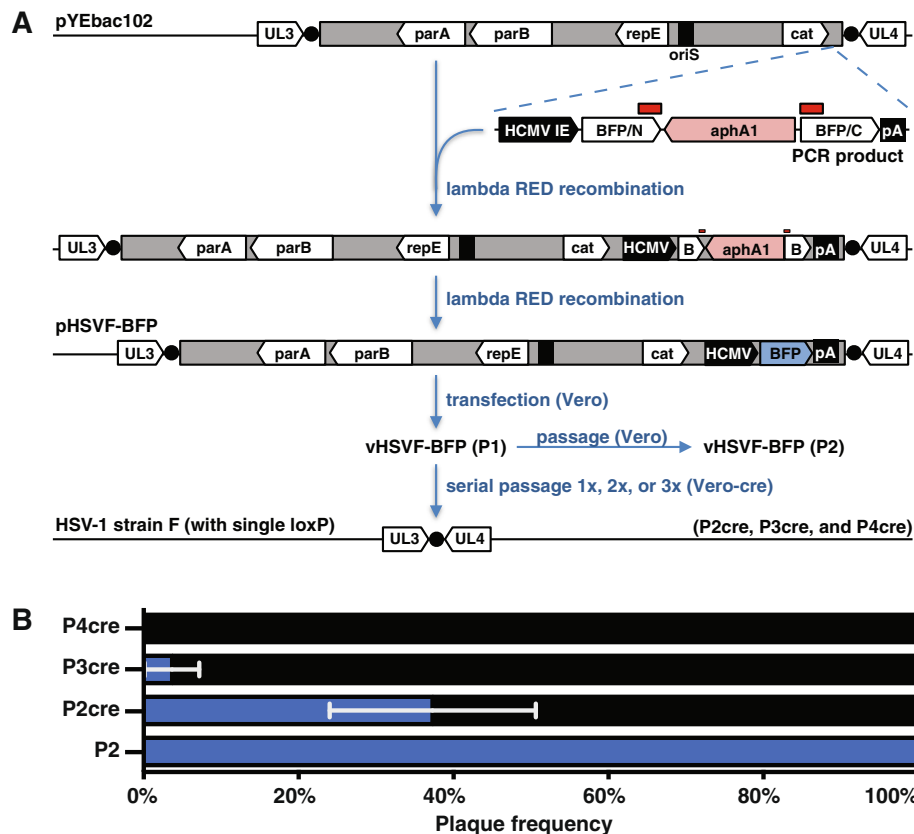 A
pYEbac102
UL3 parA parB repE oriS cat UL4
HCMV IE BFP/N aphA1 BFP/C pA
PCR product
lambda RED recombination
UL3 parA parB repE cat HCMV B aphA1 B pA UL4
lambda RED recombination
pHSVF-BFP
UL3 parA parB repE cat HCMV BFP pA UL4
transfection (Vero)
vHSVF-BFP (P1) passage (Vero) vHSVF-BFP (P2)
serial passage 1x, 2x, or 3x (Vero-cre)
HSV-1 strain F (with single loxP) UL3 UL4 (P2cre, P3cre, and P4cre)
B
P4cre
P3cre
P2cre
P2
0% 20% 40% 60% 80% 100%
Plaque frequency